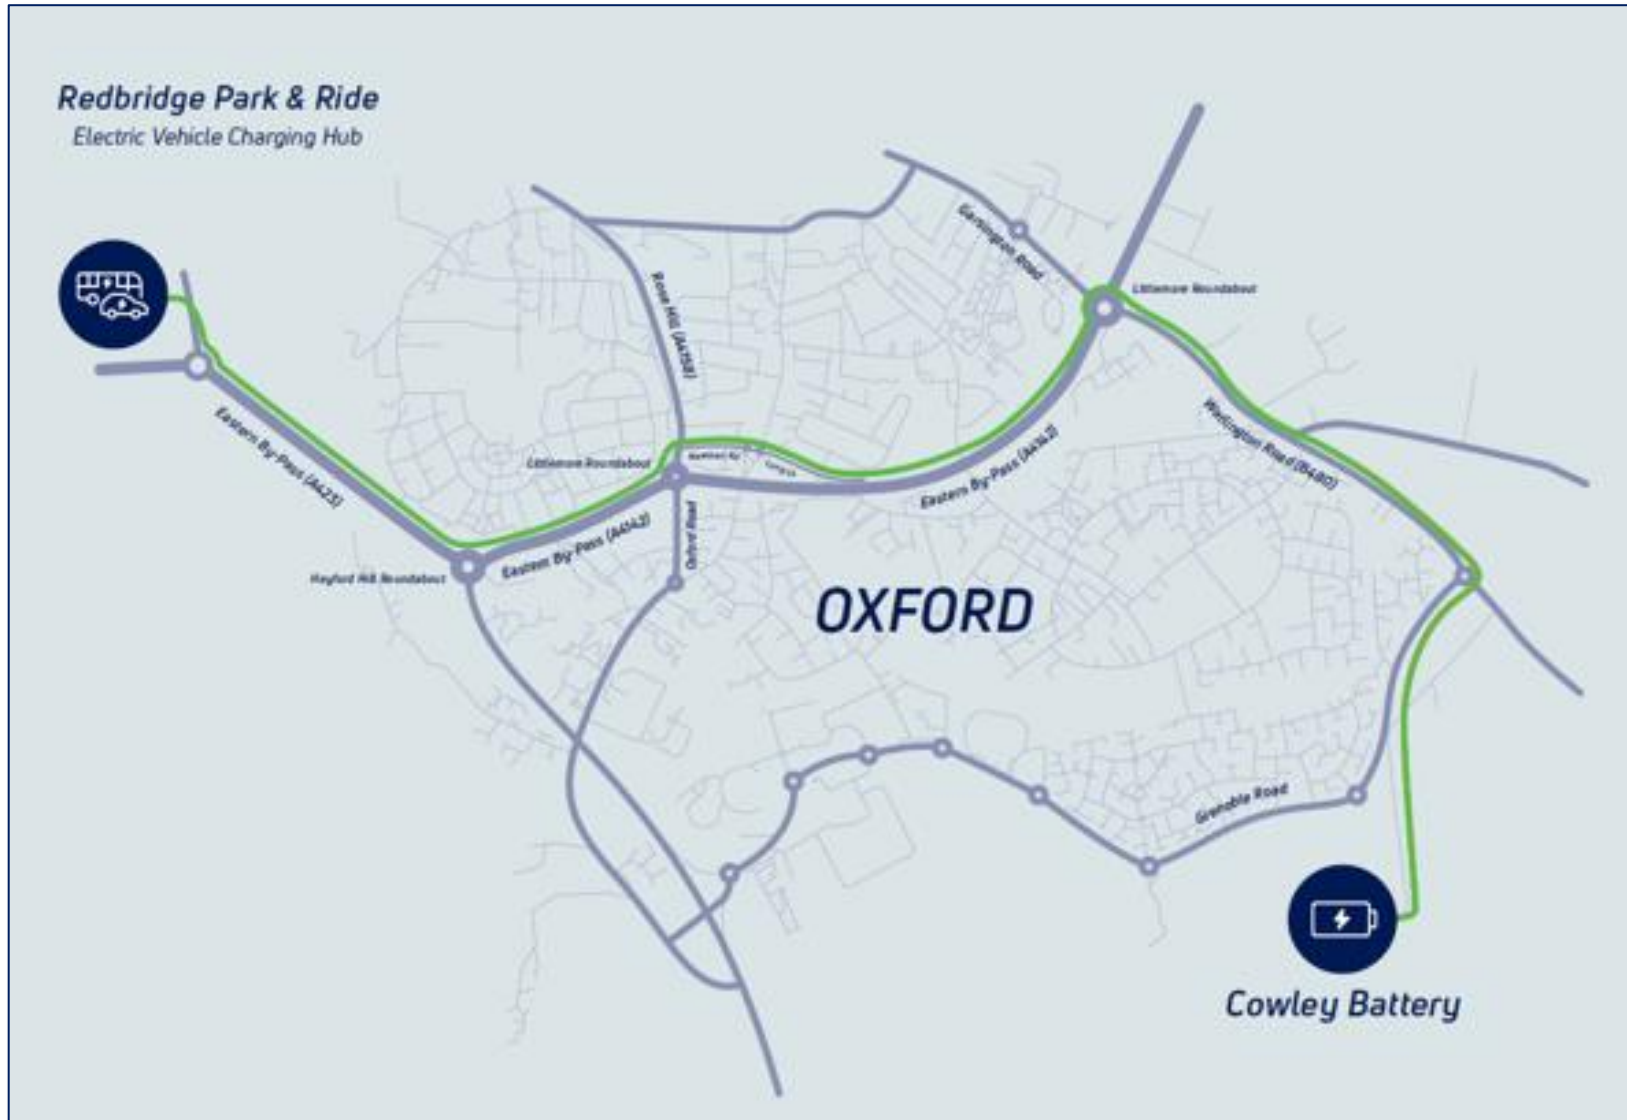 Redbridge Park & Ride
Electric Vehicle Charging Hub
Garsington Road
Littlemore Roundabout
Rose Hill (A4158)
Eastern By-Pass (A423)
Littlemore Roundabout
Eastern By-Pass (A4142)
Watlington Road (B480)
Eastern By-Pass (A4142)
Oxford Road
Heyford Hill Roundabout
OXFORD
Grenoble Road
Cowley Battery